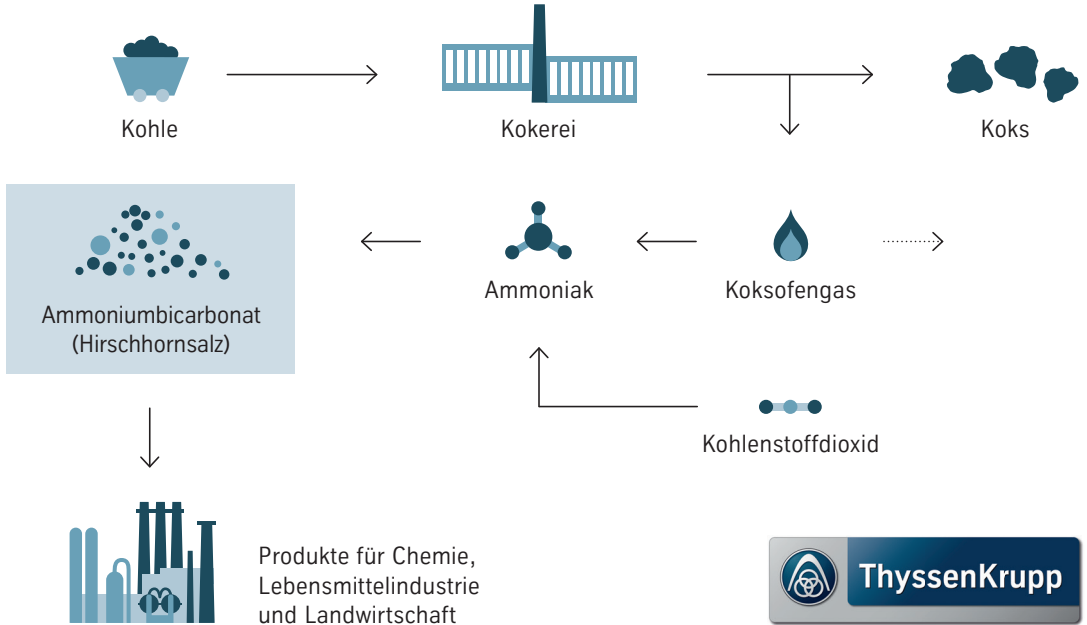 Kohle
Kokerei
Koks
Ammoniumbicarbonat
(Hirschhornsalz)
Ammoniak
Koksofengas
Kohlenstoffdioxid
Produkte für Chemie,
Lebensmittelindustrie
und Landwirtschaft
ThyssenKrupp